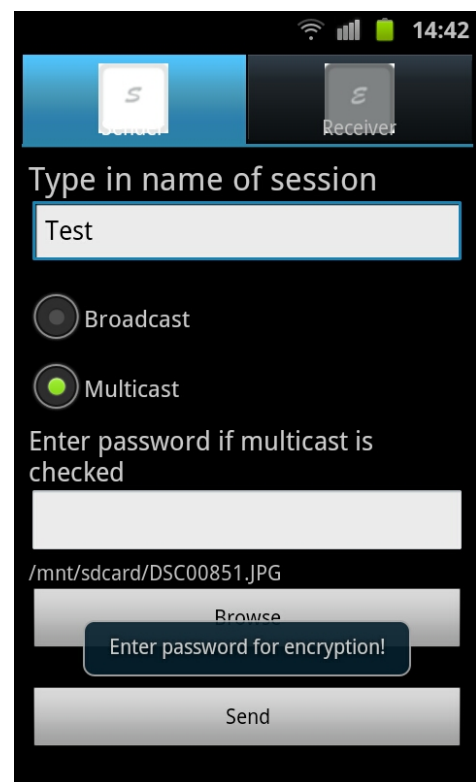 14:42
S
Sender
E
Receiver
Type in name of session
Test
Broadcast
Multicast
Enter password if multicast is
checked
/mnt/sdcard/DSC00851.JPG
Browse
Enter password for encryption!
Send